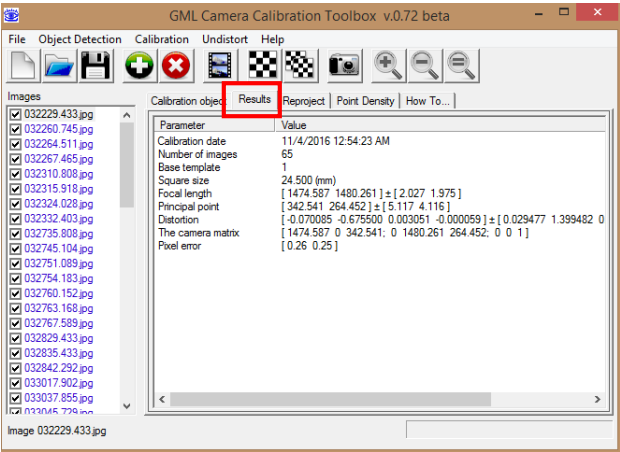 GML Camera Calibration Toolbox v.0.72 beta
File Object Detection Calibration Undistort Help
Images
032229.433.jpg
032260.745.jpg
032264.511.jpg
032267.465.jpg
032310.808.jpg
032315.918.jpg
032324.028.jpg
032332.403.jpg
032735.808.jpg
032745.104.jpg
032751.089.jpg
032754.183.jpg
032760.152.jpg
032763.168.jpg
032767.589.jpg
032829.433.jpg
032835.433.jpg
032842.292.jpg
033017.902.jpg
033037.855.jpg
033045.729.jpg
Calibration object Results Reproject Point Density How To...
Parameter Value
Calibration date 11/4/2016 12:54:23 AM
Number of images 65
Base template 1
Square size 24.500 (mm)
Focal length [ 1474.587 1480.261 ] ± [ 2.027 1.975 ]
Principal point [ 342.541 264.452 ] ± [ 5.117 4.116 ]
Distortion [ -0.070085 -0.675500 0.003051 -0.000059 ] ± [ 0.029477 1.399482 0
The camera matrix [ 1474.587 0 342.541; 0 1480.261 264.452; 0 0 1 ]
Pixel error [ 0.26 0.25 ]
Image 032229.433.jpg